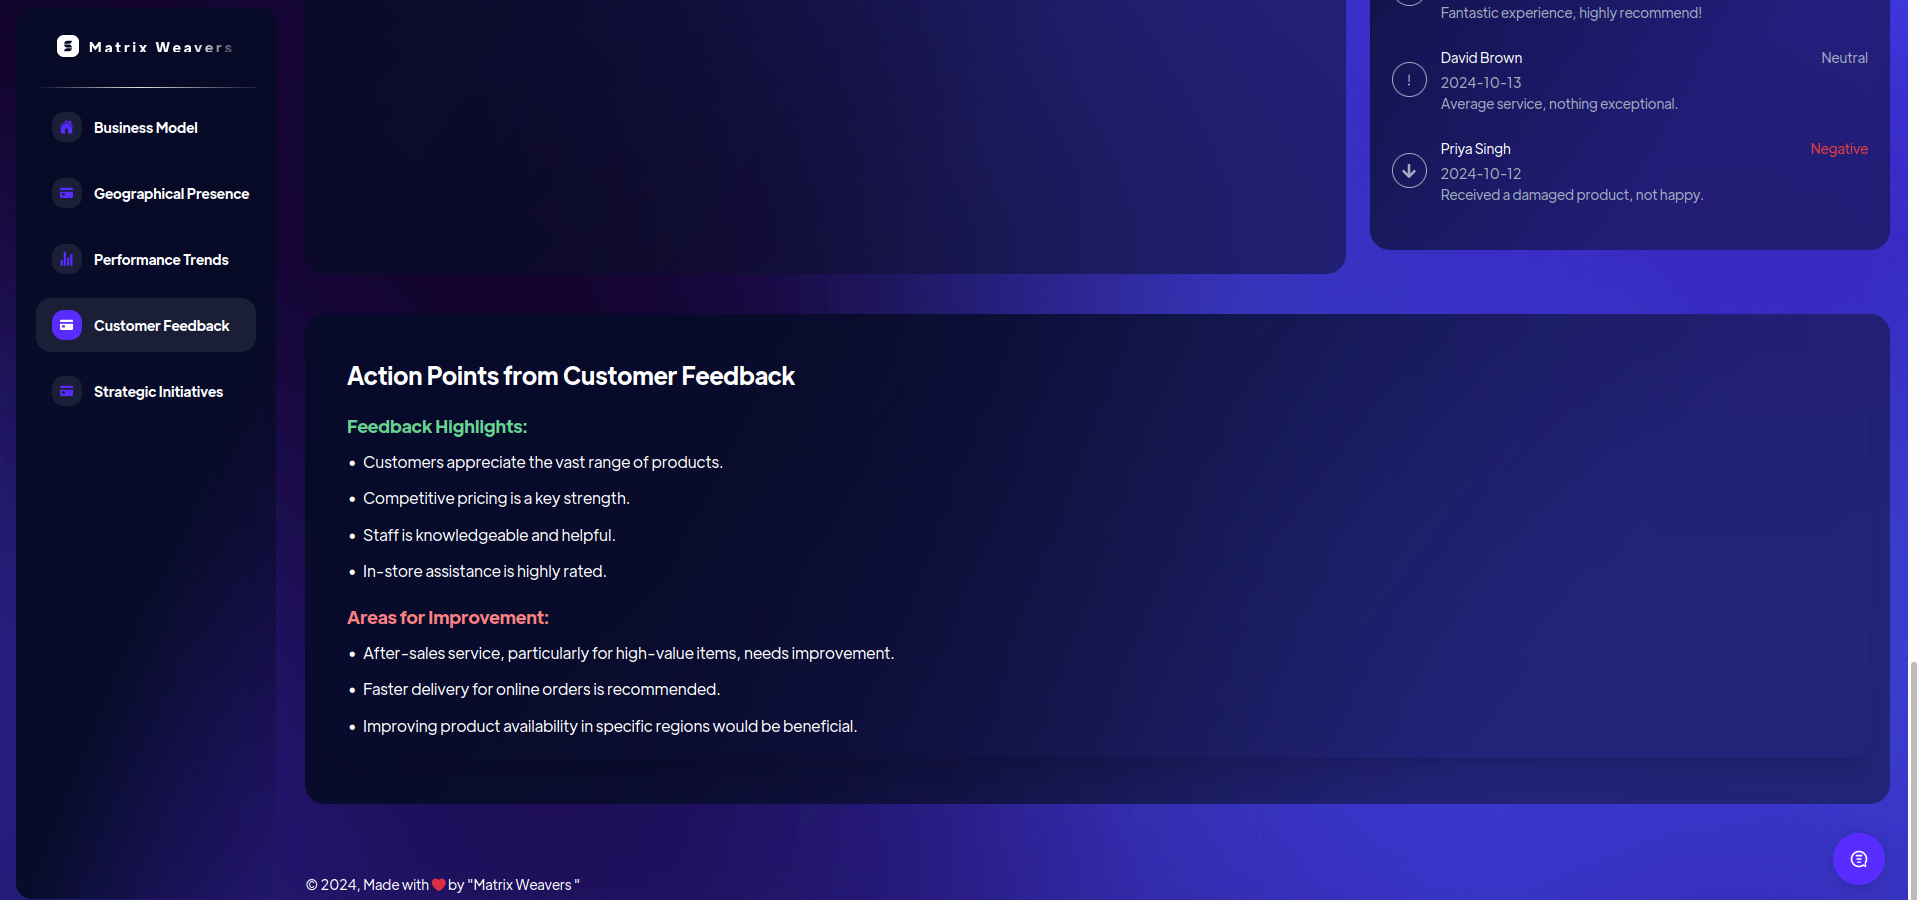 Matrix Weavers
Business Model
Geographical Presence
Performance Trends
Customer Feedback
Strategic Initiatives
Fantastic experience, highly recommend!
David Brown
Neutral
2024-10-13
Average service, nothing exceptional.
Priya Singh
Negative
2024-10-12
Received a damaged product, not happy.
Action Points from Customer Feedback
Feedback Highlights:
• Customers appreciate the vast range of products.
• Competitive pricing is a key strength.
• Staff is knowledgeable and helpful.
• In-store assistance is highly rated.
Areas for Improvement:
• After-sales service, particularly for high-value items, needs improvement.
• Faster delivery for online orders is recommended.
• Improving product availability in specific regions would be beneficial.
© 2024, Made with ❤️ by "Matrix Weavers "